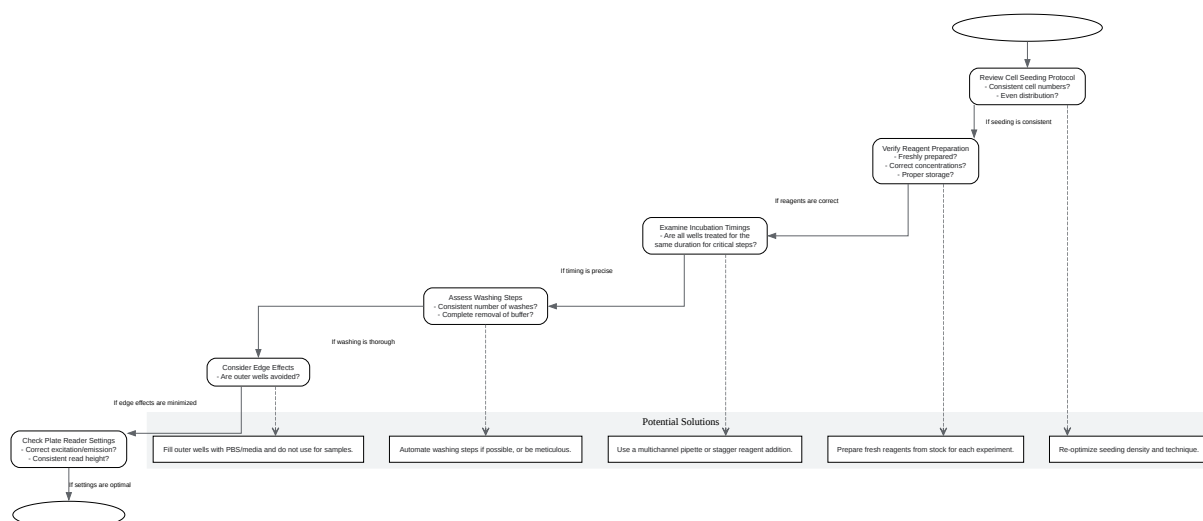 Review Cell Seeding Protocol
- Consistent cell numbers?
- Even distribution?
If seeding is consistent
Verify Reagent Preparation
- Freshly prepared?
- Correct concentrations?
- Proper storage?
If reagents are correct
Examine Incubation Timings
- Are all wells treated for the
same duration for critical steps?
If timing is precise
Assess Washing Steps
- Consistent number of washes?
- Complete removal of buffer?
If washing is thorough
Consider Edge Effects
- Are outer wells avoided?
If edge effects are minimized
Check Plate Reader Settings
- Correct excitation/emission?
- Consistent read height?
If settings are optimal
Potential Solutions
Fill outer wells with PBS/media and do not use for samples.
Automate washing steps if possible, or be meticulous.
Use a multichannel pipette or stagger reagent addition.
Prepare fresh reagents from stock for each experiment.
Re-optimize seeding density and technique.